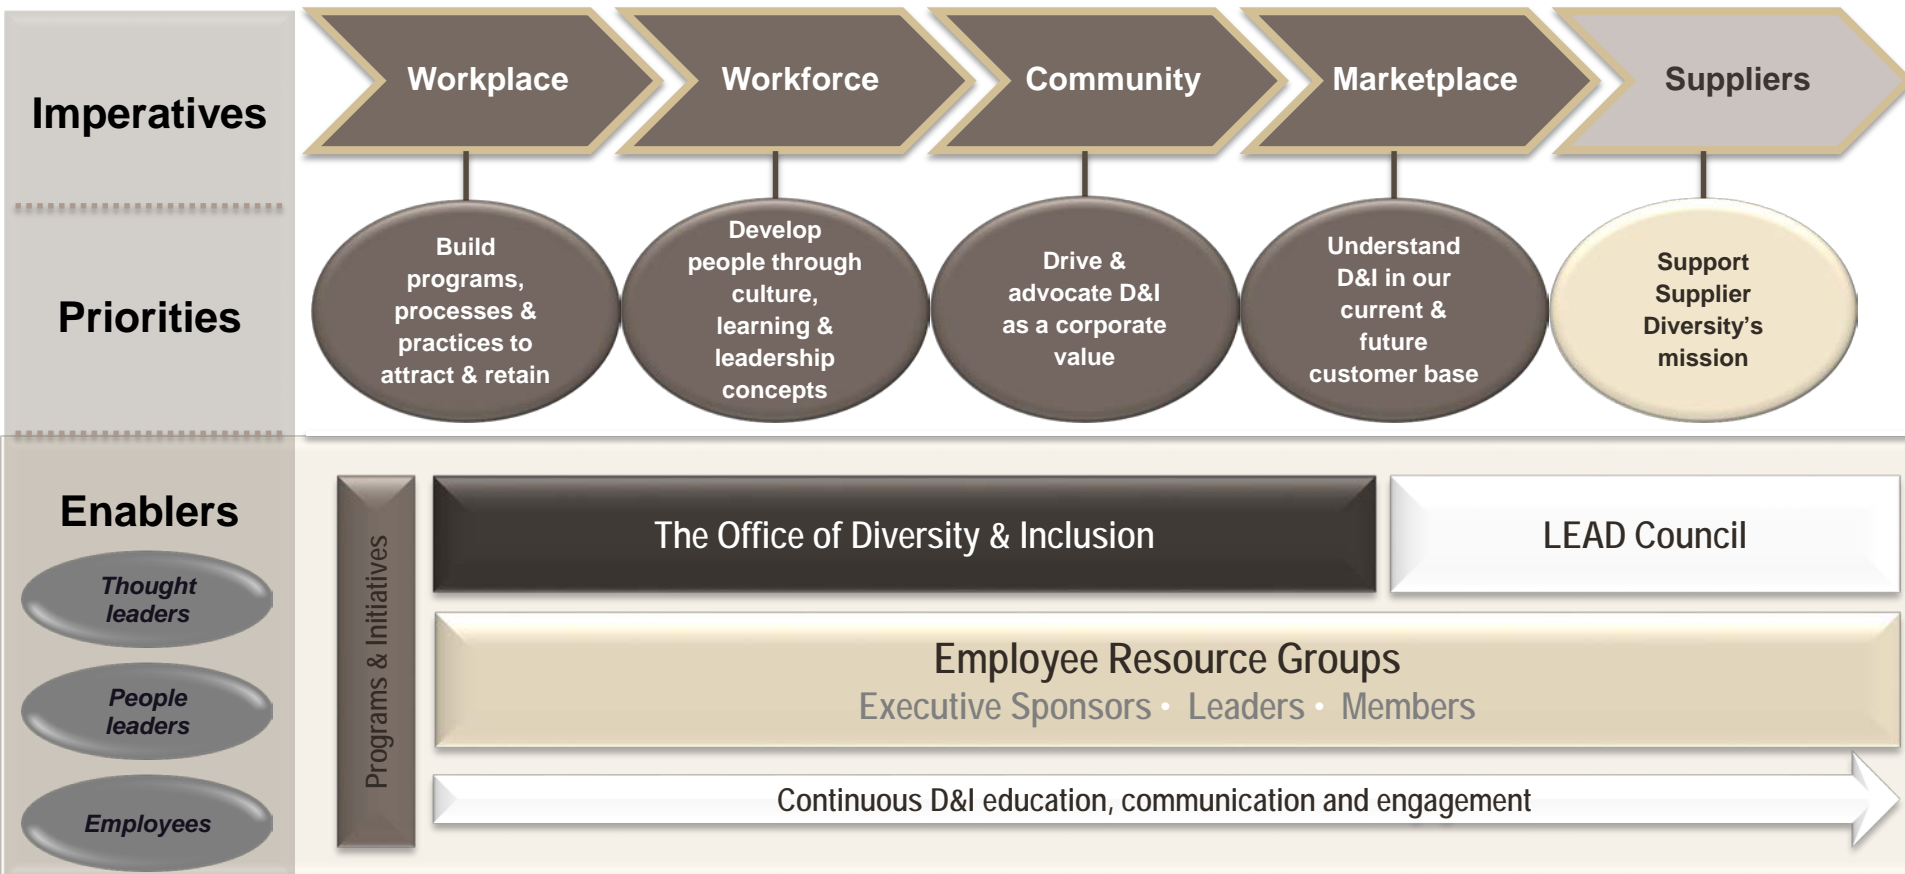 Imperatives
Workplace
Workforce
Community
Marketplace
Suppliers
Priorities
Build
programs,
processes &
practices to
attract & retain
Develop
people through
culture,
learning &
leadership
concepts
Drive &
advocate D&I
as a corporate
value
Understand
D&I in our
current &
future
customer base
Support
Supplier
Diversity's
mission
Enablers
Thought
leaders
People
leaders
Employees
Programs & Initiatives
The Office of Diversity & Inclusion
LEAD Council
Employee Resource Groups
Executive Sponsors • Leaders • Members
Continuous D&I education, communication and engagement